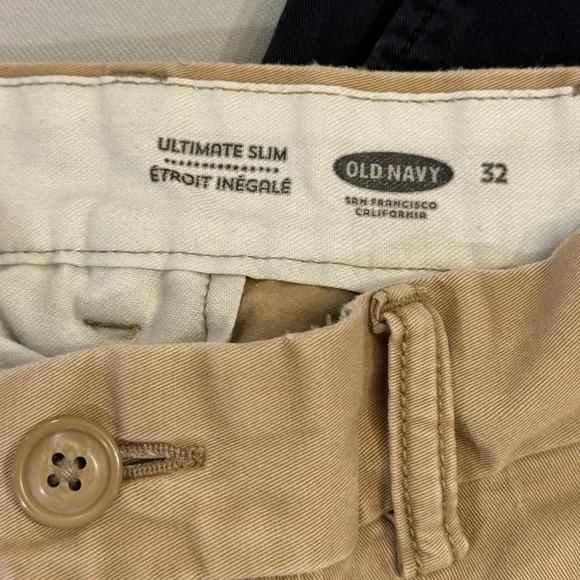 ULTIMATE SLIM
ÉTROIT INÉGALÉ
OLD NAVY
SAN FRANCISCO
CALIFORNIA
32